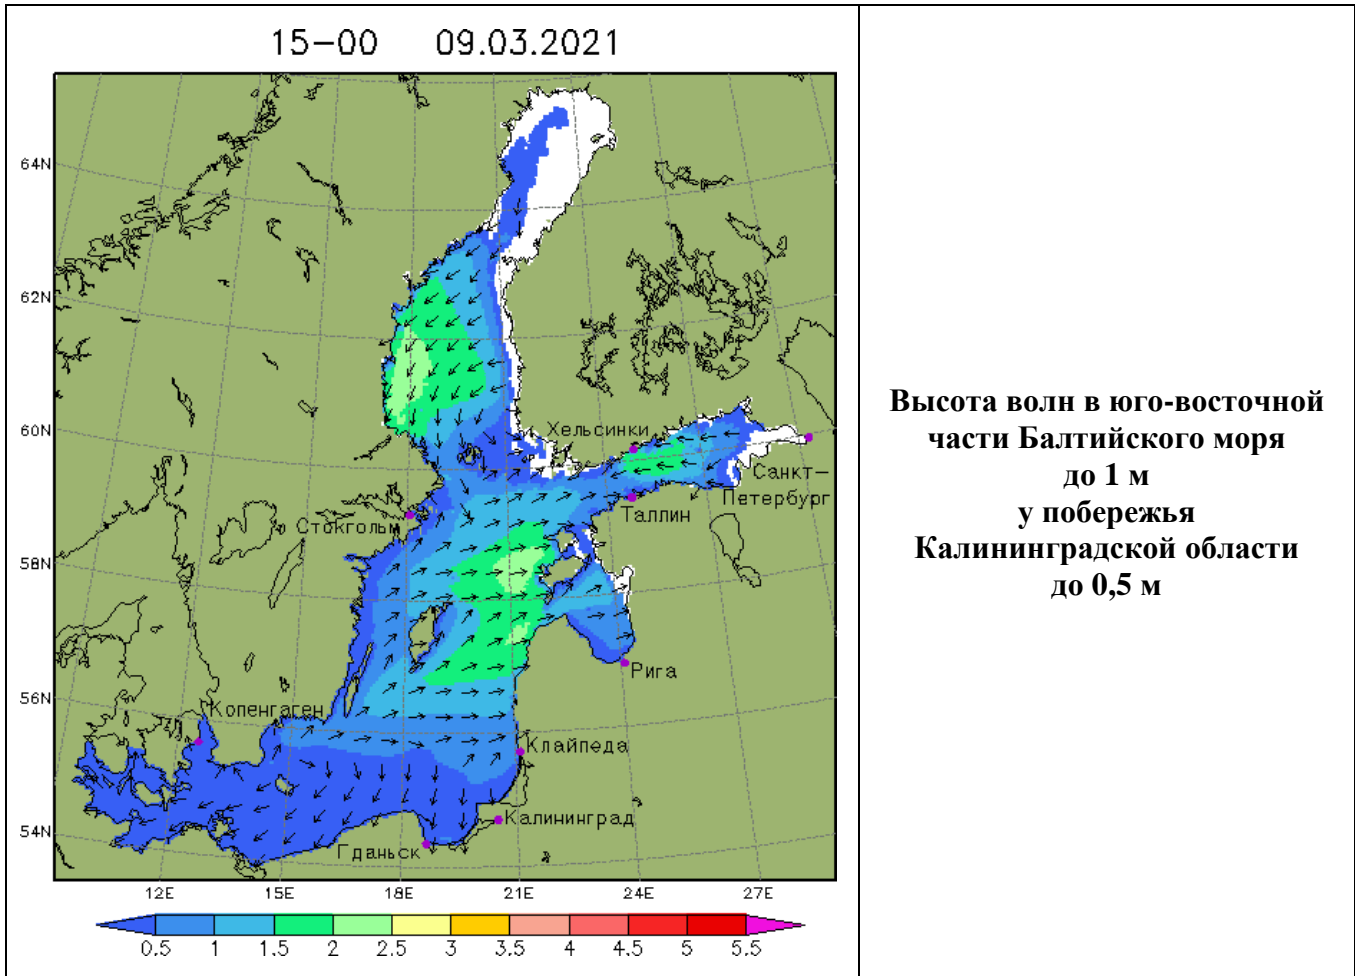 15-00 09.03.2021
64N
62N
60N
58N
56N
54N
Хельсинки
Санкт-
Петербург
Таллин
Стокгольм
Рига
Копенгаген
Клайпеда
Калининград
Гданьск
12E 15E 18E 21E 24E 27E
0.5 1 1.5 2 2.5 3 3.5 4 4.5 5 5.5
Высота волн в юго-восточной
части Балтийского моря
до 1 м
у побережья
Калининградской области
до 0,5 м